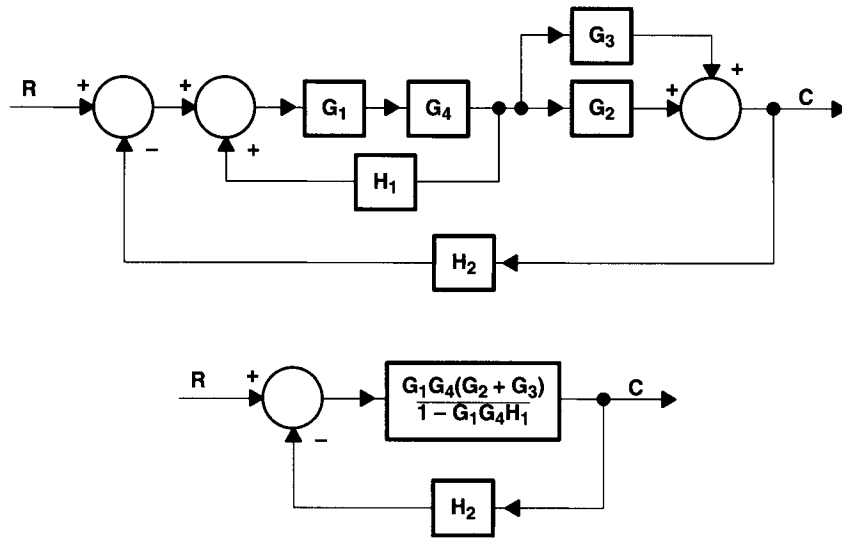 G₃
R + + + +
G₁ G₄ G₂ C
− +
H₁
H₂
R + G₁G₄(G₂ + G₃) C
1 − G₁G₄H₁
−
H₂